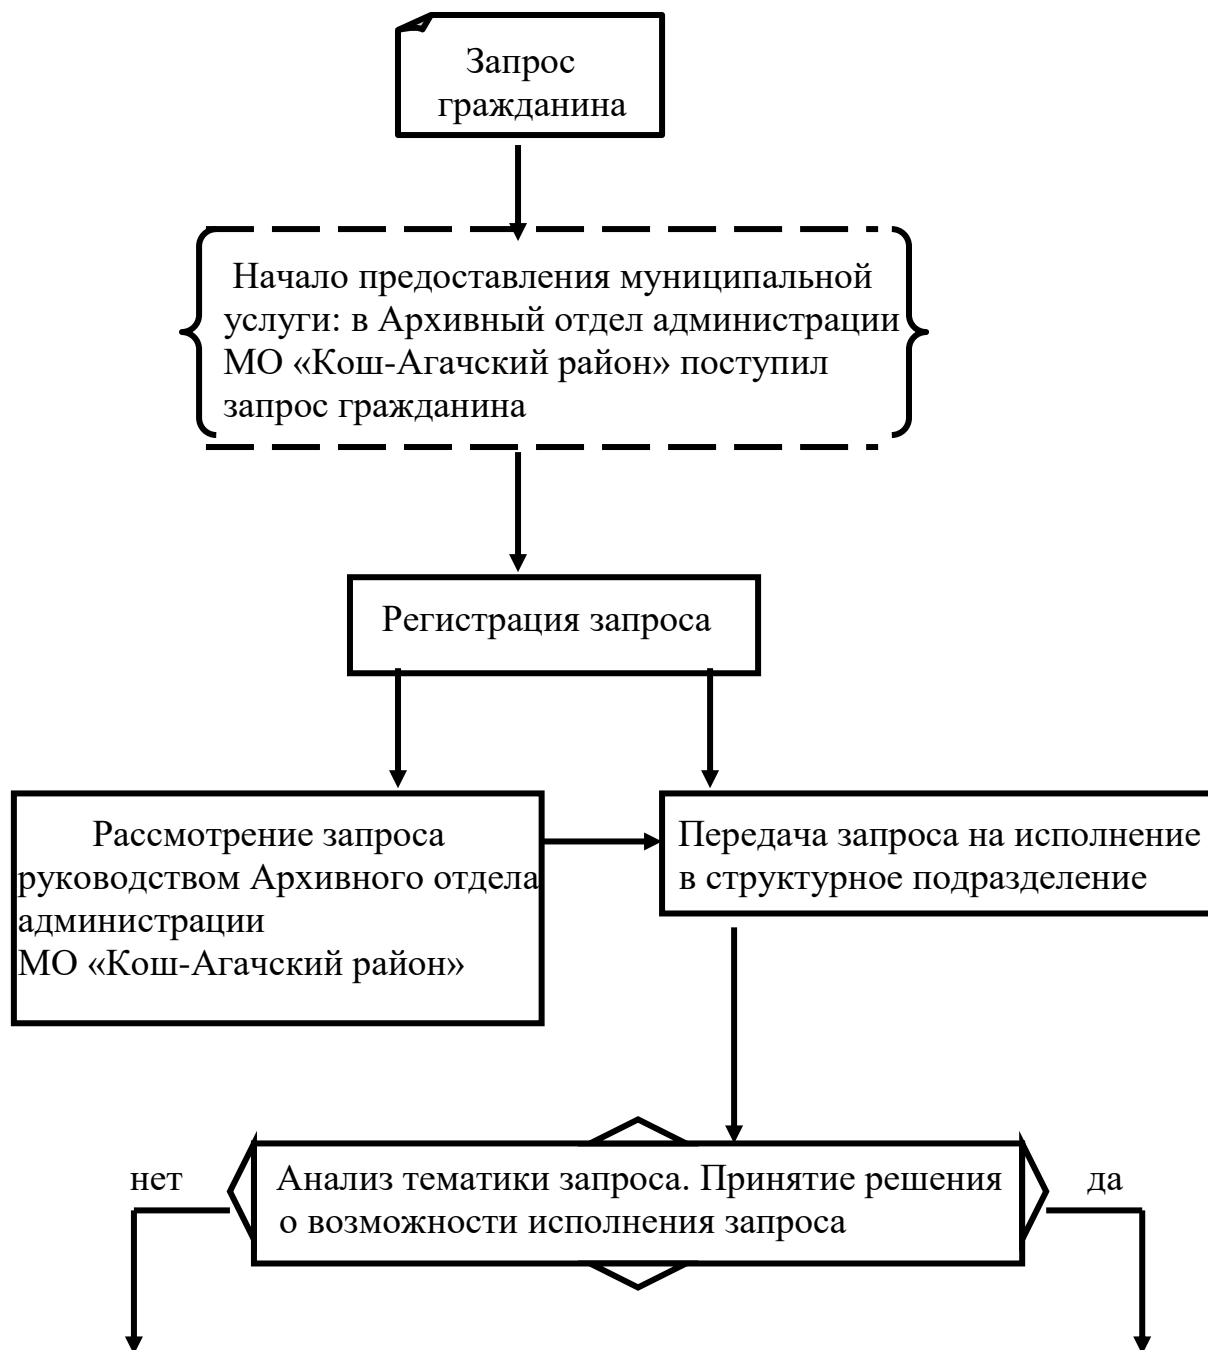 Запрос
гражданина
Начало предоставления муниципальной
услуги: в Архивный отдел администрации
МО «Кош-Агачский район» поступил
запрос гражданина
Регистрация запроса
Рассмотрение запроса
руководством Архивного отдела
администрации
МО «Кош-Агачский район»
Передача запроса на исполнение
в структурное подразделение
нет
Анализ тематики запроса. Принятие решения
о возможности исполнения запроса
да